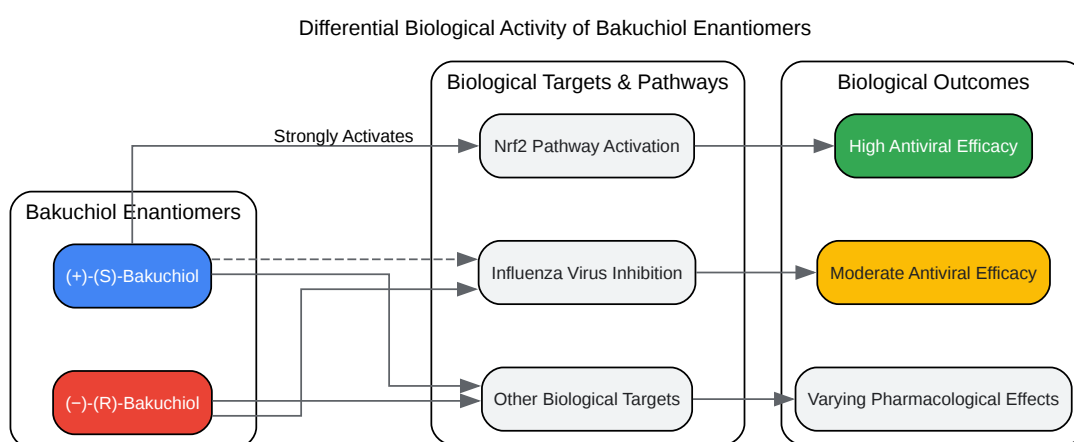 Differential Biological Activity of Bakuchiol Enantiomers
Bakuchiol Enantiomers
(+)-(S)-Bakuchiol
(−)-(R)-Bakuchiol
Strongly Activates
Biological Targets & Pathways
Nrf2 Pathway Activation
Influenza Virus Inhibition
Other Biological Targets
Biological Outcomes
High Antiviral Efficacy
Moderate Antiviral Efficacy
Varying Pharmacological Effects